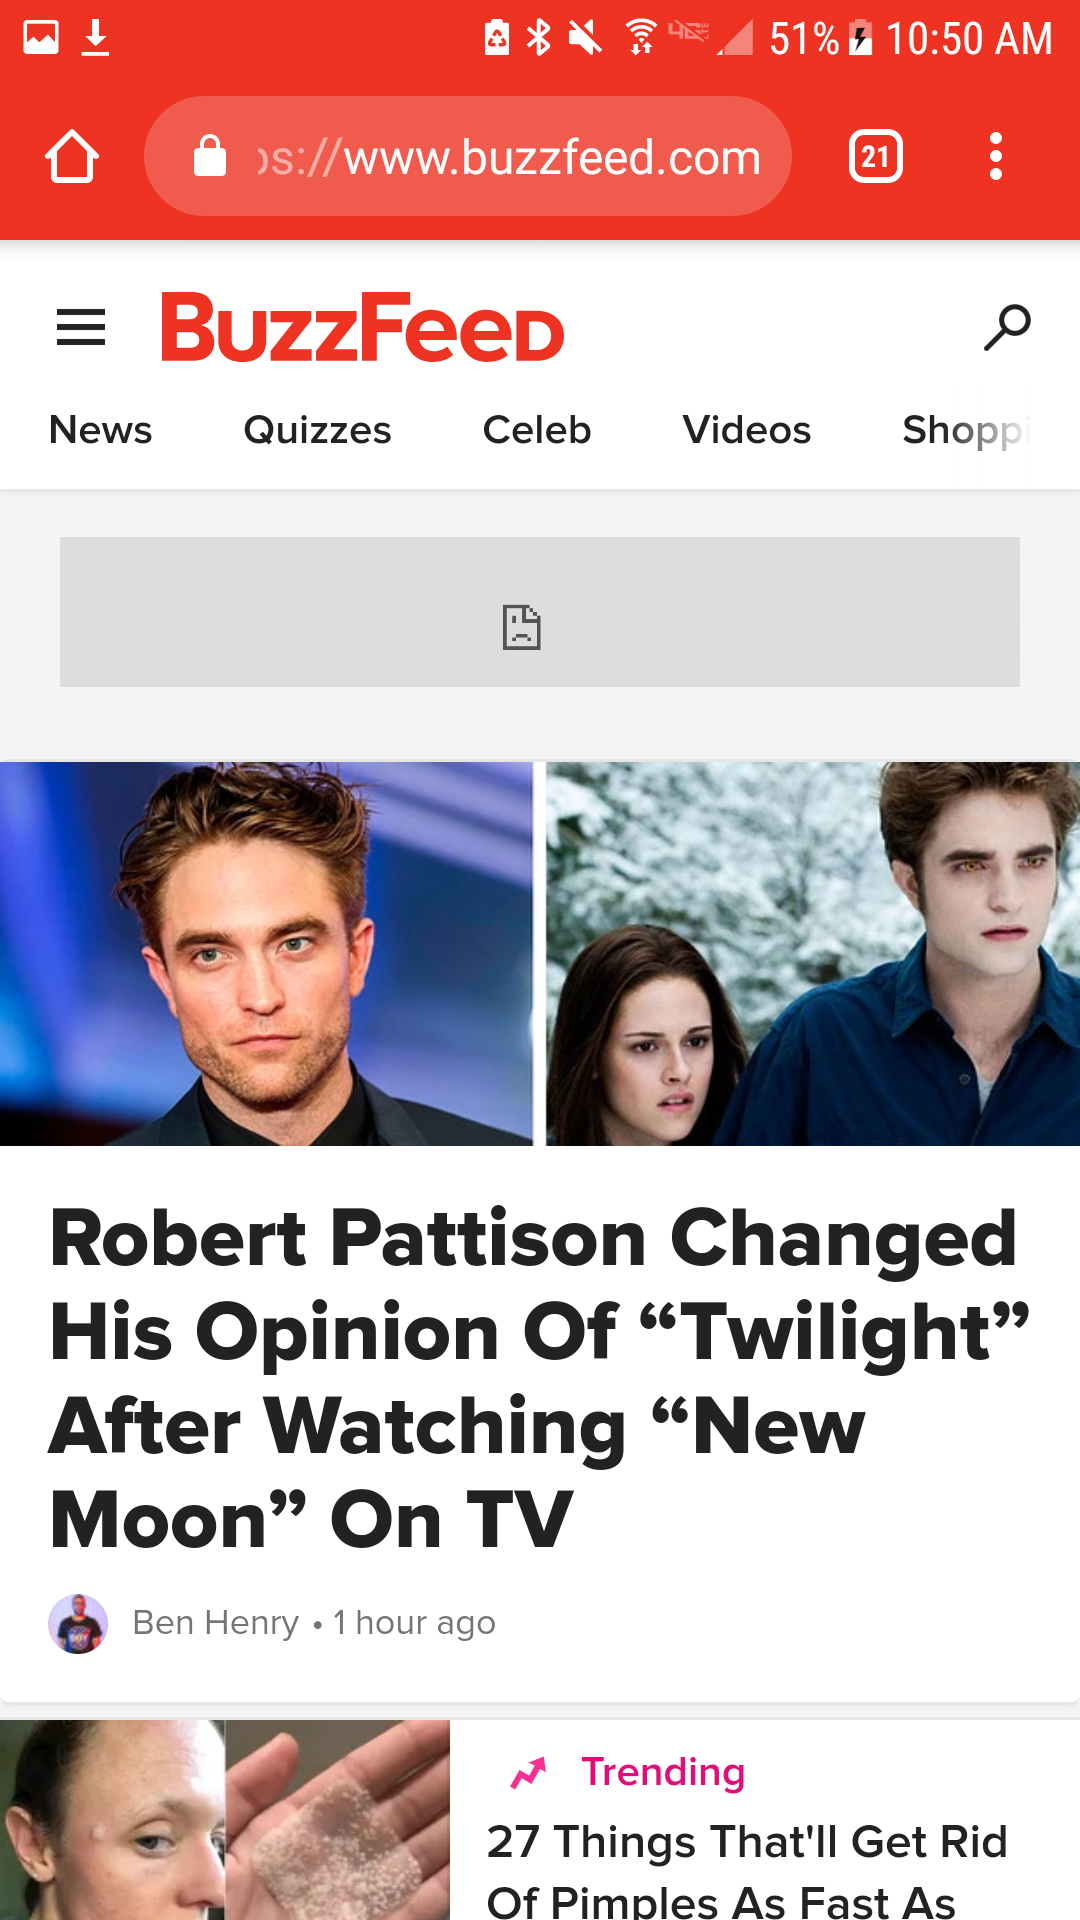 51% 10:50 AM
ps://www.buzzfeed.com
21
BuzzFeeD
News Quizzes Celeb Videos Shoppi
Robert Pattison Changed
His Opinion Of “Twilight”
After Watching “New
Moon” On TV
Ben Henry • 1 hour ago
Trending
27 Things That'll Get Rid
Of Pimples As Fast As